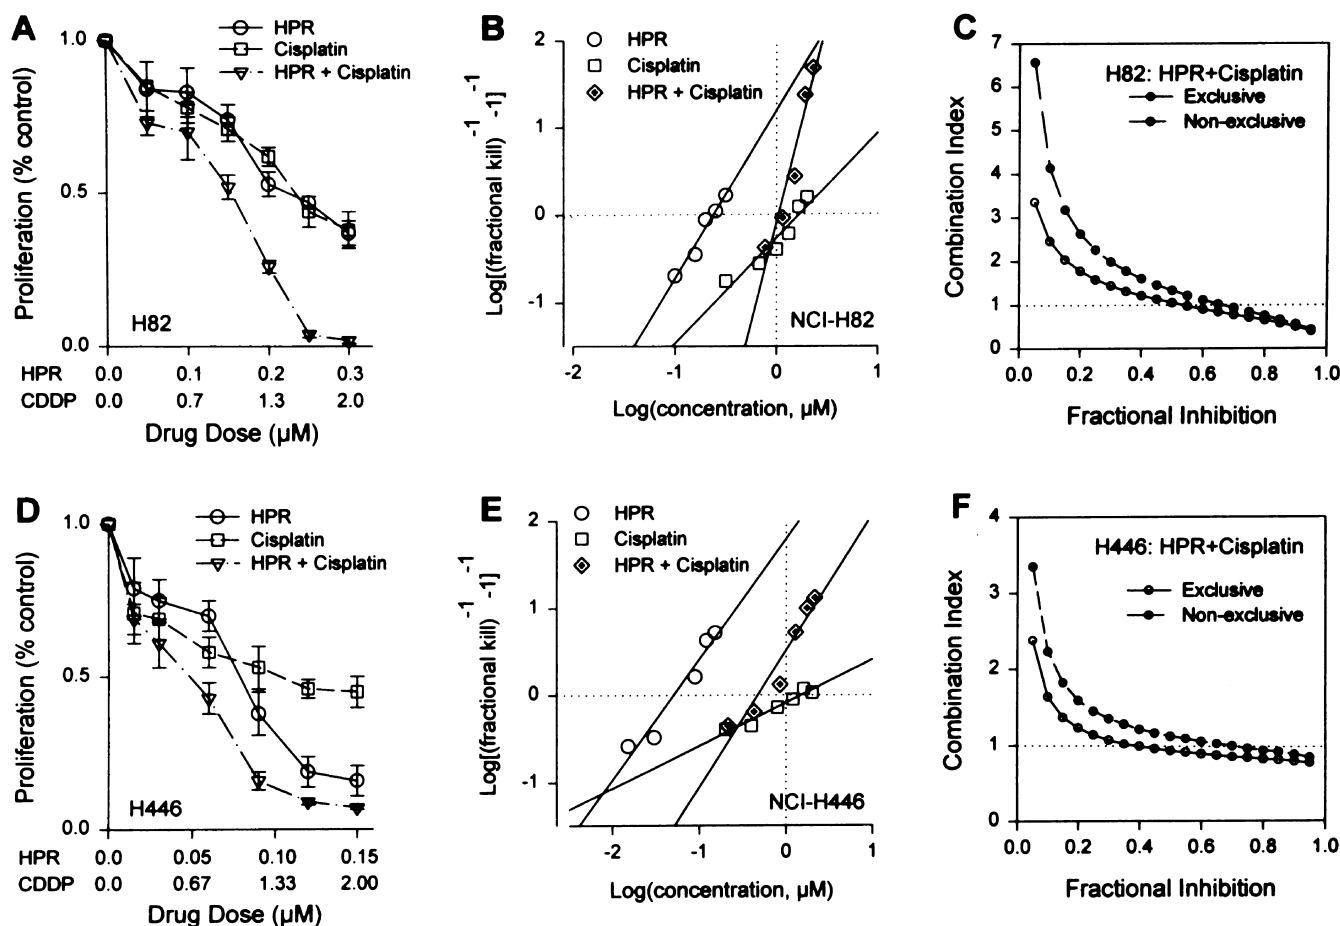 A
HPR
Cisplatin
HPR + Cisplatin
Proliferation (% control)
1.0
0.5
0.0
H82
HPR 0.0 0.1 0.2 0.3
CDDP 0.0 0.7 1.3 2.0
Drug Dose (µM)
B
HPR
Cisplatin
HPR + Cisplatin
Log[(fractional kill)-1 -1]-1
2
1
0
-1
NCI-H82
-2 -1 0 1
Log(concentration, µM)
C
H82: HPR+Cisplatin
Exclusive
Non-exclusive
Combination Index
7
6
5
4
3
2
1
0
0.0 0.2 0.4 0.6 0.8 1.0
Fractional Inhibition
D
HPR
Cisplatin
HPR + Cisplatin
Proliferation (% control)
1.0
0.5
0.0
H446
HPR 0.0 0.05 0.10 0.15
CDDP 0.0 0.67 1.33 2.00
Drug Dose (µM)
E
HPR
Cisplatin
HPR + Cisplatin
Log[(fractional kill)-1 -1]-1
2
1
0
-1
NCI-H446
-2 -1 0 1
Log(concentration, µM)
F
H446: HPR+Cisplatin
Exclusive
Non-exclusive
Combination Index
4
3
2
1
0
0.0 0.2 0.4 0.6 0.8 1.0
Fractional Inhibition